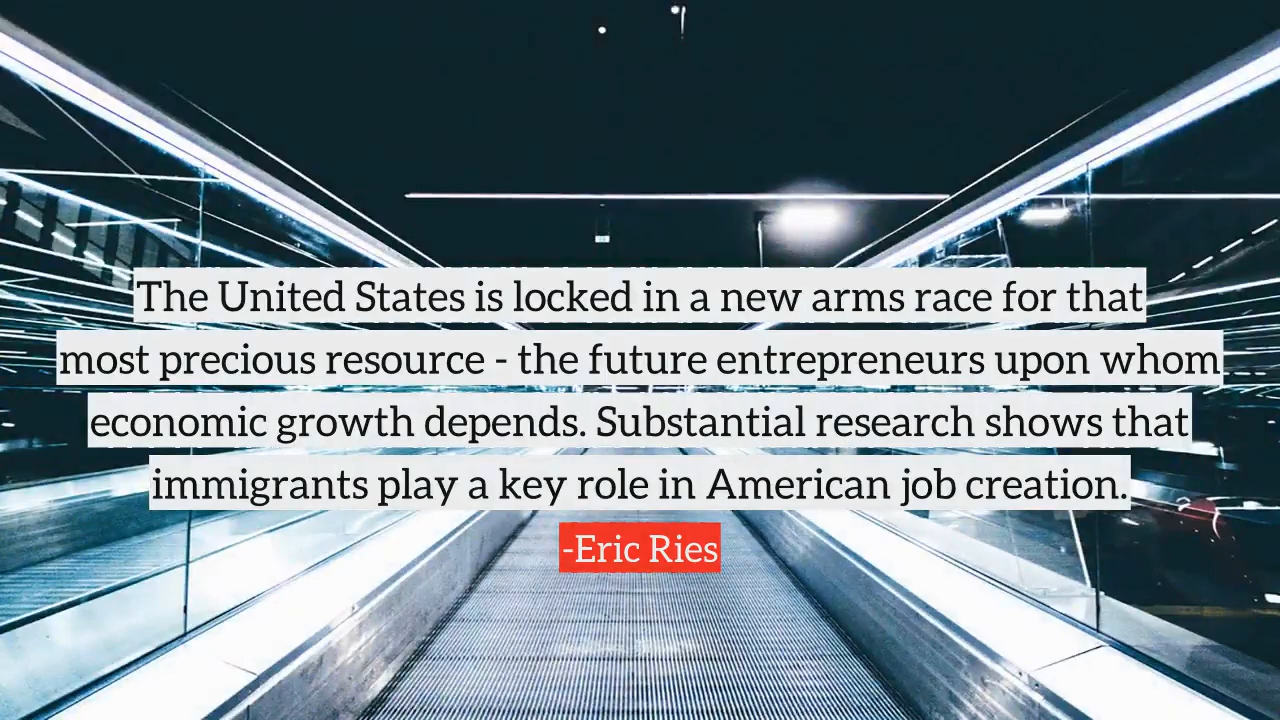 The United States is locked in a new arms race for that
most precious resource - the future entrepreneurs upon whom
economic growth depends. Substantial research shows that
immigrants play a key role in American job creation.
-Eric Ries